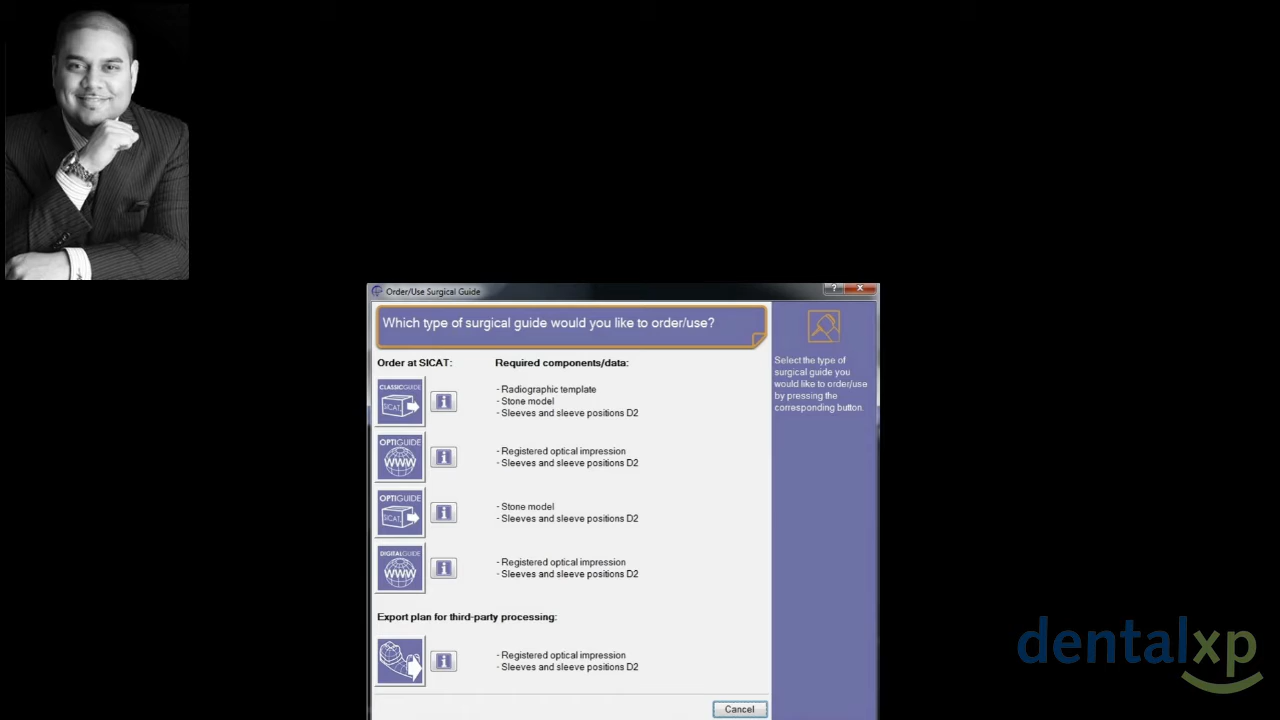 Order/Use Surgical Guide
?
x
Which type of surgical guide would you like to order/use?
Order at SICAT:
Required components/data:
CLASSICGUIDE
SICAT
i
- Radiographic template
- Stone model
- Sleeves and sleeve positions D2
OPTIGUIDE
WWW
i
- Registered optical impression
- Sleeves and sleeve positions D2
OPTIGUIDE
SICAT
i
- Stone model
- Sleeves and sleeve positions D2
DIGITALGUIDE
WWW
i
- Registered optical impression
- Sleeves and sleeve positions D2
Export plan for third-party processing:
i
- Registered optical impression
- Sleeves and sleeve positions D2
Cancel
Select the type of
surgical guide you
would like to order/use
by pressing the
corresponding button.
dentalxp